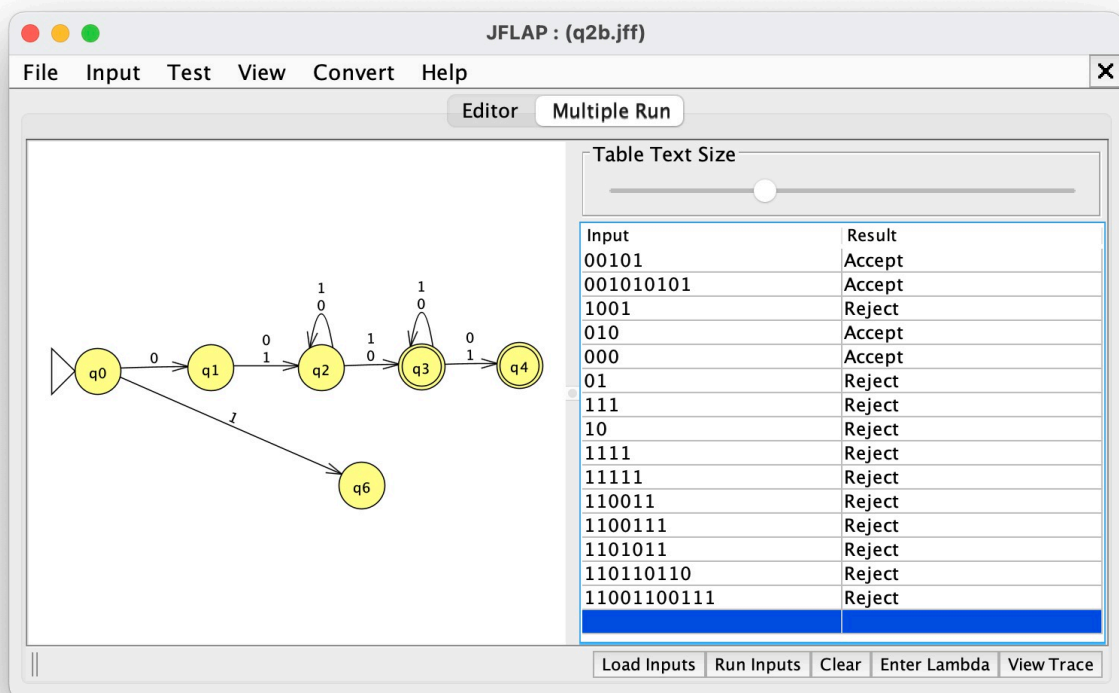 JFLAP : (q2b.jff)
File Input Test View Convert Help
Editor Multiple Run
Table Text Size
Input Result
00101 Accept
001010101 Accept
1001 Reject
010 Accept
000 Accept
01 Reject
111 Reject
10 Reject
1111 Reject
11111 Reject
110011 Reject
1100111 Reject
1101011 Reject
110110110 Reject
11001100111 Reject
1 1
0 0
0 1 0
0 1 0 1
q0 q1 q2 q3 q4
1
q6
Load Inputs Run Inputs Clear Enter Lambda View Trace